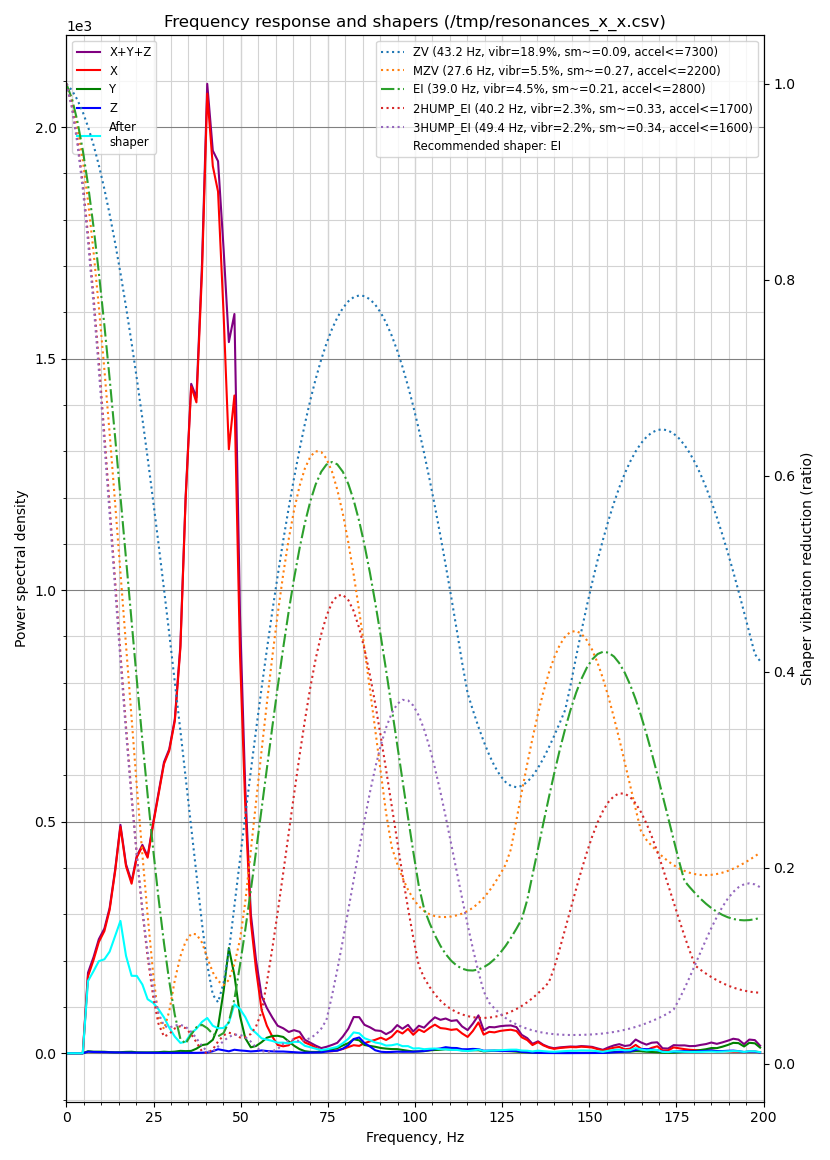 Frequency response and shapers (/tmp/resonances_x_x.csv)
1e3
X+Y+Z
X
Y
Z
After
shaper
ZV (43.2 Hz, vibr=18.9%, sm~=0.09, accel<=7300)
MZV (27.6 Hz, vibr=5.5%, sm~=0.27, accel<=2200)
EI (39.0 Hz, vibr=4.5%, sm~=0.21, accel<=2800)
2HUMP_EI (40.2 Hz, vibr=2.3%, sm~=0.33, accel<=1700)
3HUMP_EI (49.4 Hz, vibr=2.2%, sm~=0.34, accel<=1600)
Recommended shaper: EI
Power spectral density
2.0
1.5
1.0
0.5
0.0
1.0
0.8
0.6
0.4
0.2
0.0
Shaper vibration reduction (ratio)
0 25 50 75 100 125 150 175 200
Frequency, Hz